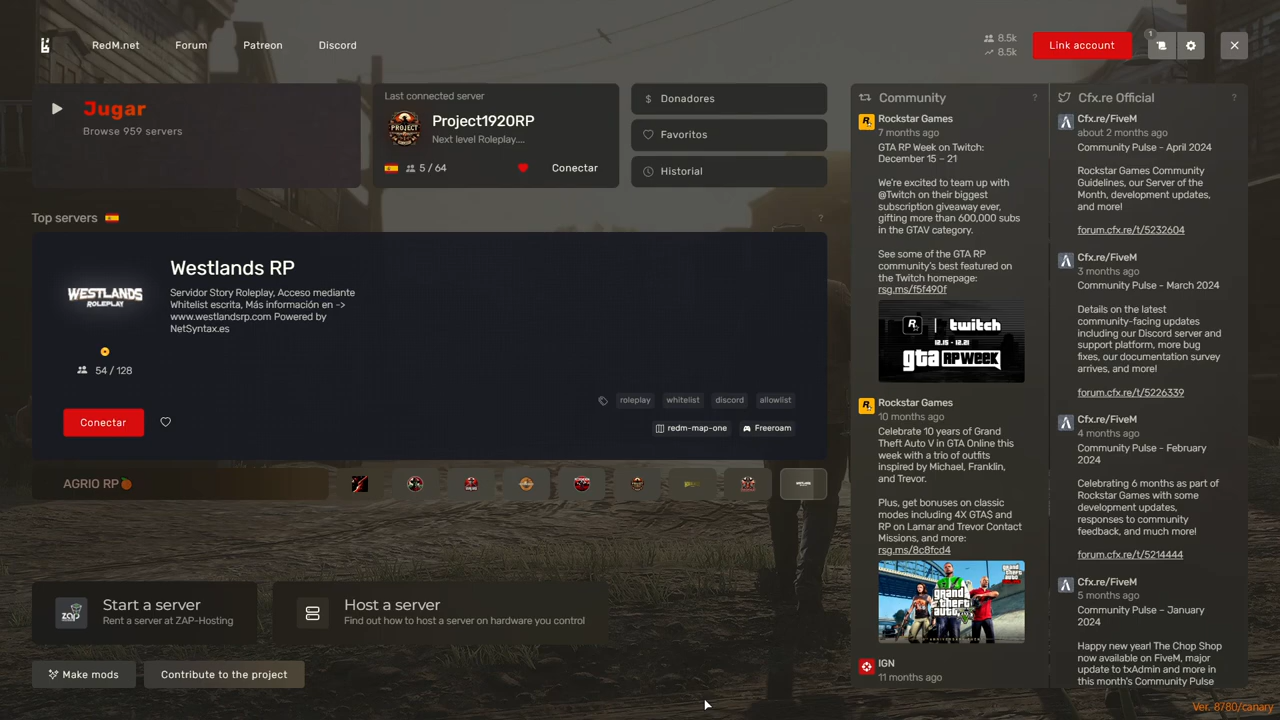 RedM.net
Forum
Patreon
Discord
8.5k
8.5k
Link account
1
Jugar
Browse 959 servers
Last connected server
PROJECT
Project1920RP
Next level Roleplay....
5 / 64
Conectar
$ Donadores
Favoritos
Historial
Top servers
?
WESTLANDS
ROLEPLAY
Westlands RP
Servidor Story Roleplay, Acceso mediante
Whitelist escrita, Más información en ->
www.westlandsrp.com Powered by
NetSyntax.es
54 / 128
Conectar
roleplay
whitelist
discord
allowlist
redm-map-one
Freeroam
AGRIO RP
Start a server
Rent a server at ZAP-Hosting
zap
Host a server
Find out how to host a server on hardware you control
Make mods
Contribute to the project
Community
?
Rockstar Games
7 months ago
GTA RP Week on Twitch:
December 15 – 21
We're excited to team up with
@Twitch on their biggest
subscription giveaway ever,
gifting more than 600,000 subs
in the GTAV category.
See some of the GTA RP
community's best featured on
the Twitch homepage:
rsg.ms/f5f490f
R* | twitch
12.15 - 12.21
gta RP WEEK
Rockstar Games
10 months ago
Celebrate 10 years of Grand
Theft Auto V in GTA Online this
week with a trio of outfits
inspired by Michael, Franklin,
and Trevor.
Plus, get bonuses on classic
modes including 4X GTA$ and
RP on Lamar and Trevor Contact
Missions, and more:
rsg.ms/8c8fcd4
grand
theft
auto
IGN
11 months ago
Cfx.re Official
?
Cfx.re/FiveM
about 2 months ago
Community Pulse - April 2024
Rockstar Games Community
Guidelines, our Server of the
Month, development updates,
and more!
forum.cfx.re/t/5232604
Cfx.re/FiveM
3 months ago
Community Pulse - March 2024
Details on the latest
community-facing updates
including our Discord server and
support platform, more bug
fixes, our documentation survey
arrives, and more!
forum.cfx.re/t/5226339
Cfx.re/FiveM
4 months ago
Community Pulse - February
2024
Celebrating 6 months as part of
Rockstar Games with some
development updates,
responses to community
feedback, and much more!
forum.cfx.re/t/5214444
Cfx.re/FiveM
5 months ago
Community Pulse – January
2024
Happy new year! The Chop Shop
now available on FiveM, major
update to txAdmin and more in
this month's Community Pulse
Ver. 8780/canary